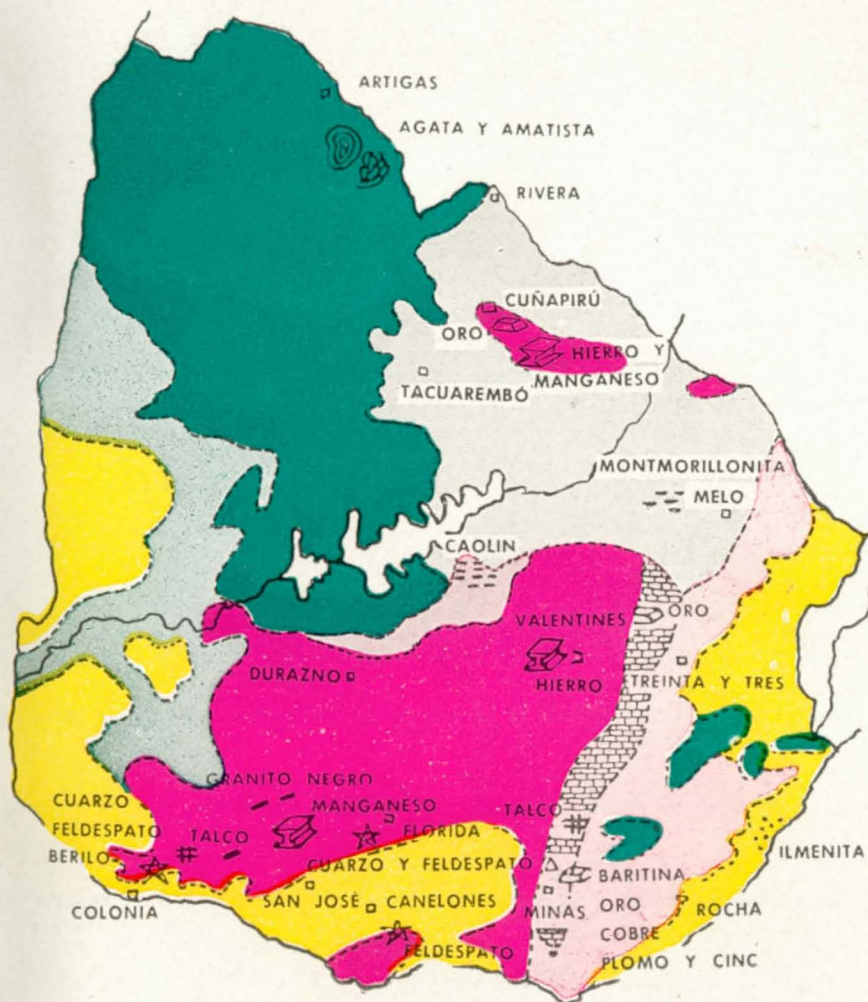 ARTIGAS
AGATA Y AMATISTA
RIVERA
CUÑAPIRÚ
ORO
HIERRO Y
MANGANESO
TACUAREMBÓ
MONTMORILLONITA
MELO
CAOLIN
VALENTINES
ORO
HIERRO
TREINTA Y TRES
DURAZNO
GRANITO NEGRO
CUARZO
FELDESPATO
BERILO
TALCO
MANGANESO
FLORIDA
TALCO
CUARZO Y FELDESPATO
ILMENITA
BARITINA
COLONIA
SAN JOSÉ
CANELONES
MINAS
ORO
COBRE
PLOMO Y CINC
ROCHA
FELDESPATO